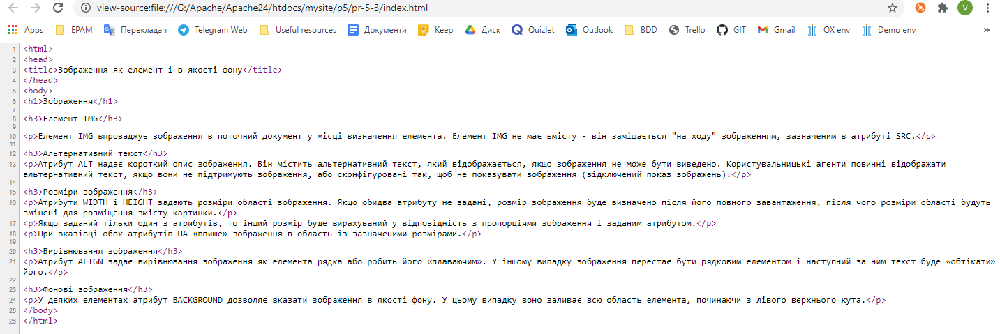 view-source:file:///G:/Apache/Apache24/htdocs/mysite/p5/pr-5-3/index.html
V
Apps EPAM Перекладач Telegram Web Useful resources Документи Keep Диск Quizlet Outlook BDD Trello GIT Gmail QX env Demo env »
1 <html>
2 <head>
3 <title>Зображення як елемент і в якості фону</title>
4 </head>
5 <body>
6 <h1>Зображення</h1>
7
8 <h3>Елемент IMG</h3>
9
10 <p>Елемент IMG впроваджує зображення в поточний документ у місці визначення елемента. Елемент IMG не має вмісту - він заміщається "на ходу" зображенням, зазначеним в атрибуті SRC.</p>
11
12 <h3>Альтернативний текст</h3>
13 <p>Атрибут ALT надає короткий опис зображення. Він містить альтернативний текст, який відображається, якщо зображення не може бути виведено. Користувальницькі агенти повинні відображати
альтернативний текст, якщо вони не підтримують зображення, або сконфігуровані так, щоб не показувати зображення (відключений показ зображень).</p>
14
15 <h3>Розміри зображення</h3>
16 <p>Атрибути WIDTH і HEIGHT задають розміри області зображення. Якщо обидва атрибуту не задані, розмір зображення буде визначено після його повного завантаження, після чого розміри області будуть
змінені для розміщення змісту картинки.</p>
17 <p>Якщо заданий тільки один з атрибутів, то інший розмір буде вирахуваний у відповідність з пропорціями зображення і заданим атрибутом.</p>
18 <p>При вказівці обох атрибутів ПА «впише» зображення в область із зазначеними розмірами.</p>
19
20 <h3>Вирівнювання зображення</h3>
21 <p>Атрибут ALIGN задає вирівнювання зображення як елемента рядка або робить його «плаваючим». У іншому випадку зображення перестає бути рядковим елементом і наступний за ним текст буде «обтікати»
його.</p>
22
23 <h3>Фонові зображення</h3>
24 <p>У деяких елементах атрибут BACKGROUND дозволяє вказати зображення в якості фону. У цьому випадку воно заливає всю область елемента, починаючи з лівого верхнього кута.</p>
25 </body>
26 </html>